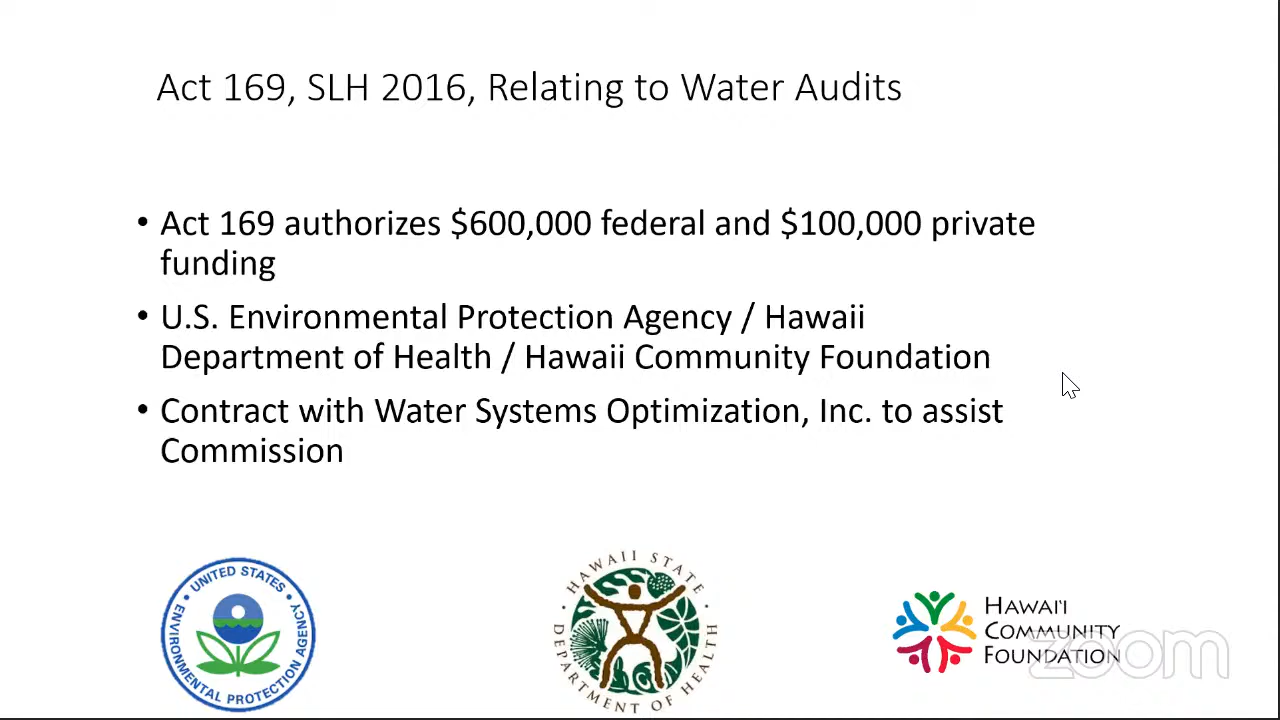 Act 169, SLH 2016, Relating to Water Audits
• Act 169 authorizes $600,000 federal and $100,000 private
funding
• U.S. Environmental Protection Agency / Hawaii
Department of Health / Hawaii Community Foundation
• Contract with Water Systems Optimization, Inc. to assist
Commission
UNITED STATES
ENVIRONMENTAL PROTECTION AGENCY
HAWAII STATE
DEPARTMENT OF HEALTH
HAWAI'I
COMMUNITY
FOUNDATION
zoom